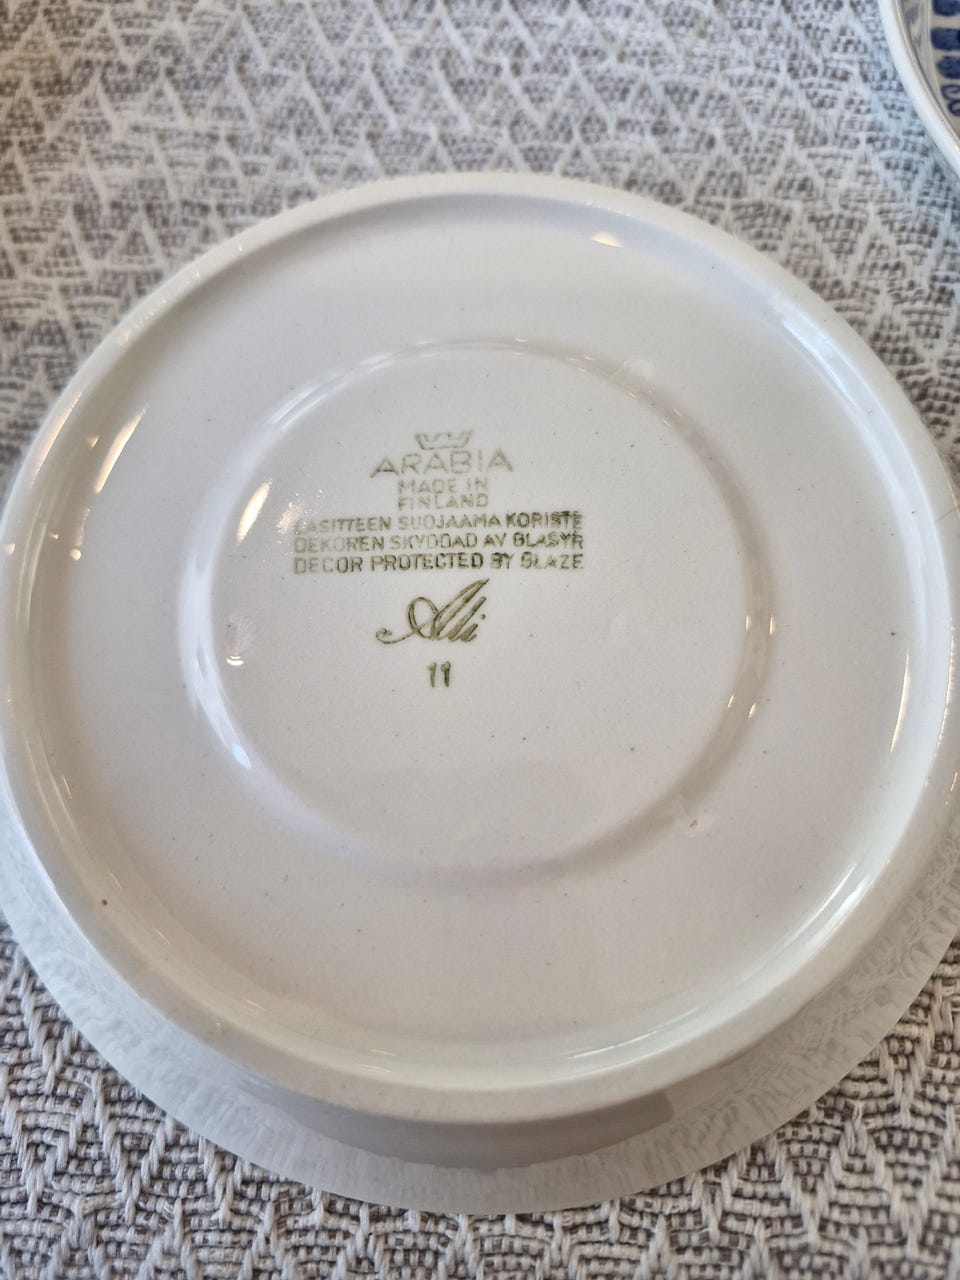 ARABIA
MADE IN
FINLAND
LASITTEEN SUOJAAMA KORISTE
DEKOREN SKYDDAD AV GLASYR
DECOR PROTECTED BY GLAZE
Ali
11